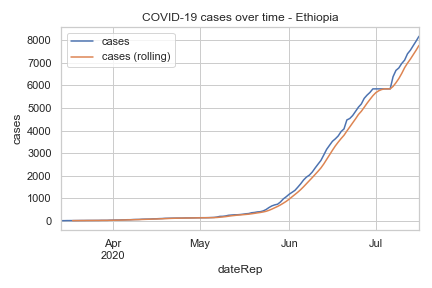 COVID-19 cases over time - Ethiopia
cases
cases (rolling)
8000
7000
6000
5000
4000
3000
2000
1000
0
cases
Apr
2020
May
Jun
Jul
dateRep